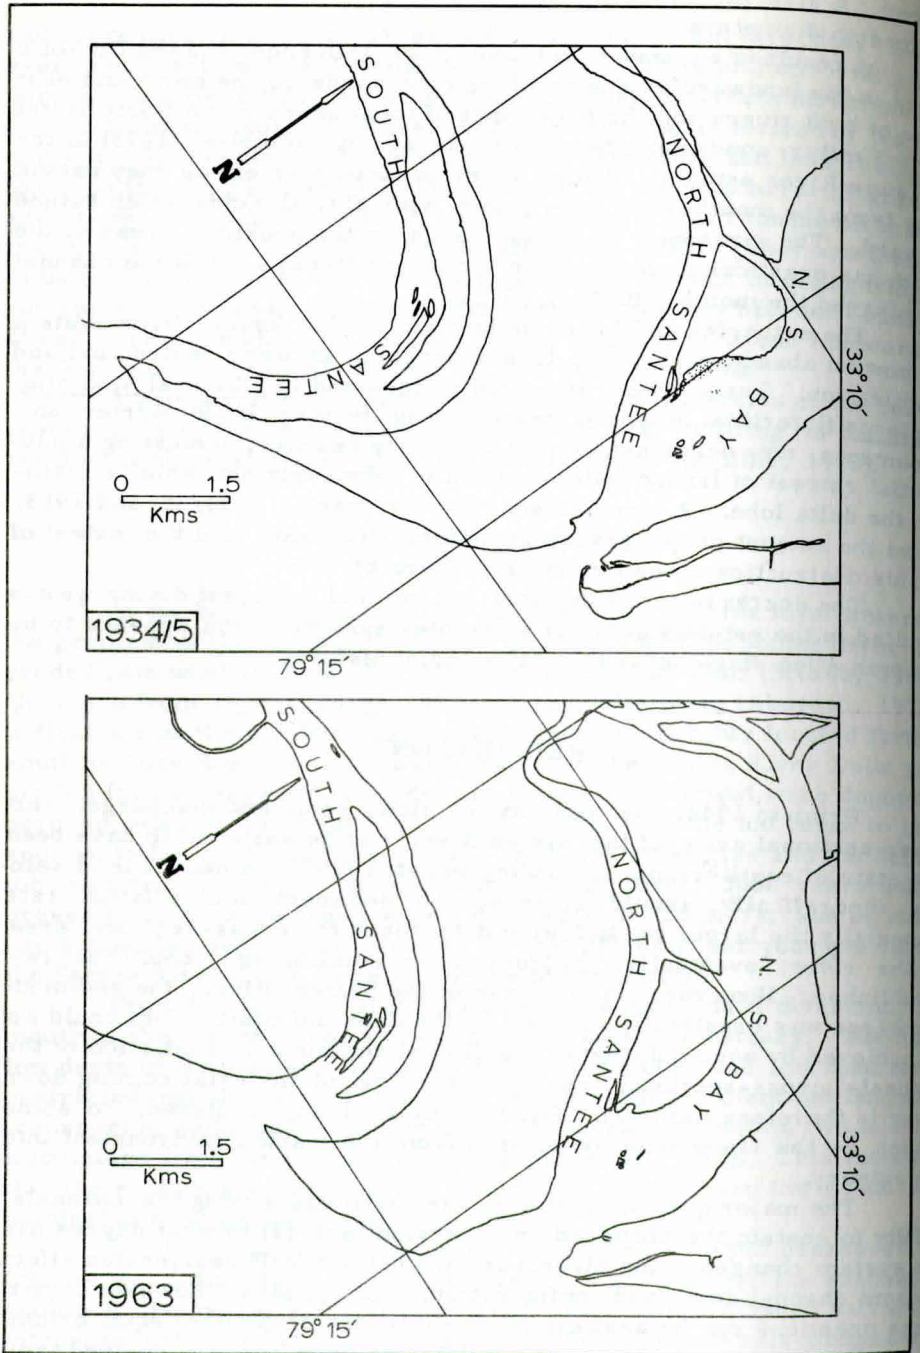 SOUTH
SANTEE
N
NORTH
SANTEE
N. S. BAY
33°10′
0 1.5
Kms
1934/5
79°15′
SOUTH
SANTEE
N
NORTH
SANTEE
N. S. BAY
33°10′
0 1.5
Kms
1963
79°15′